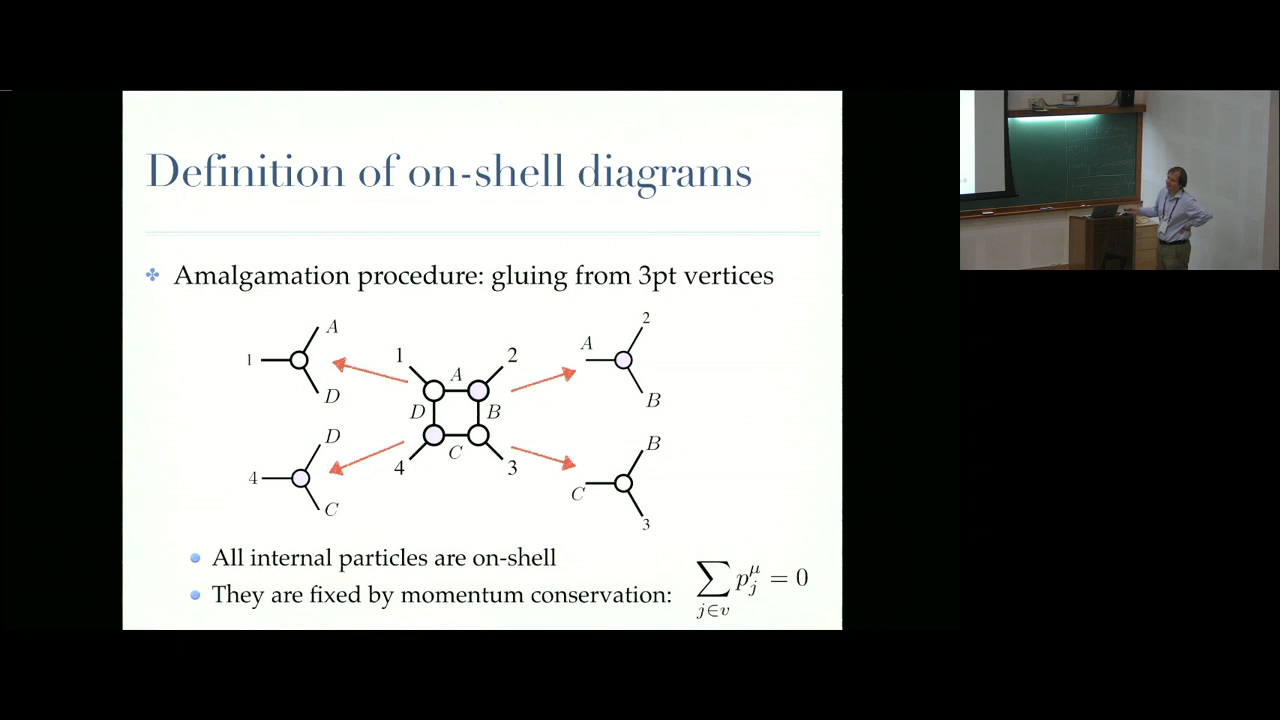 Definition of on-shell diagrams
Amalgamation procedure: gluing from 3pt vertices
1 A D
1 2 A D B C 4 3
A 2 B
4 D C
C B 3
All internal particles are on-shell
They are fixed by momentum conservation: ∑_{j∈v} p_j^μ = 0